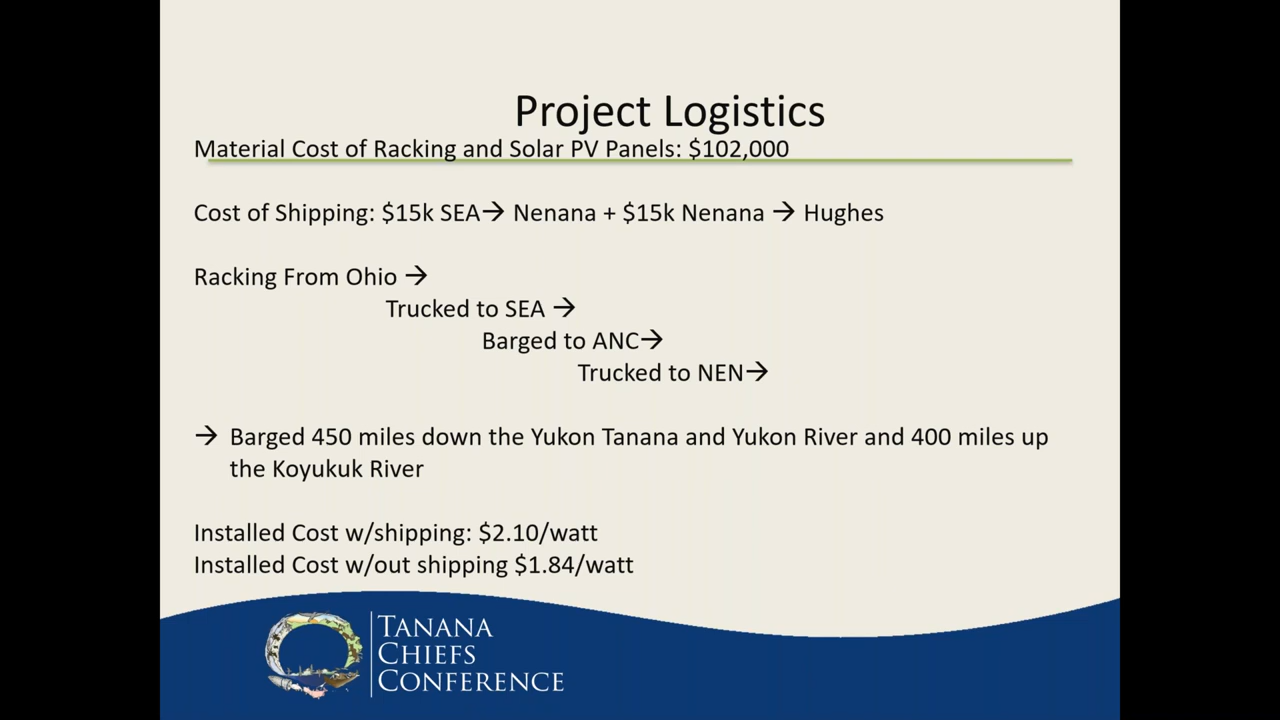 Project Logistics
Material Cost of Racking and Solar PV Panels: $102,000
Cost of Shipping: $15k SEA→ Nenana + $15k Nenana → Hughes
Racking From Ohio →
Trucked to SEA →
Barged to ANC→
Trucked to NEN→
→ Barged 450 miles down the Yukon Tanana and Yukon River and 400 miles up
the Koyukuk River
Installed Cost w/shipping: $2.10/watt
Installed Cost w/out shipping $1.84/watt
TANANA
CHIEFS
CONFERENCE